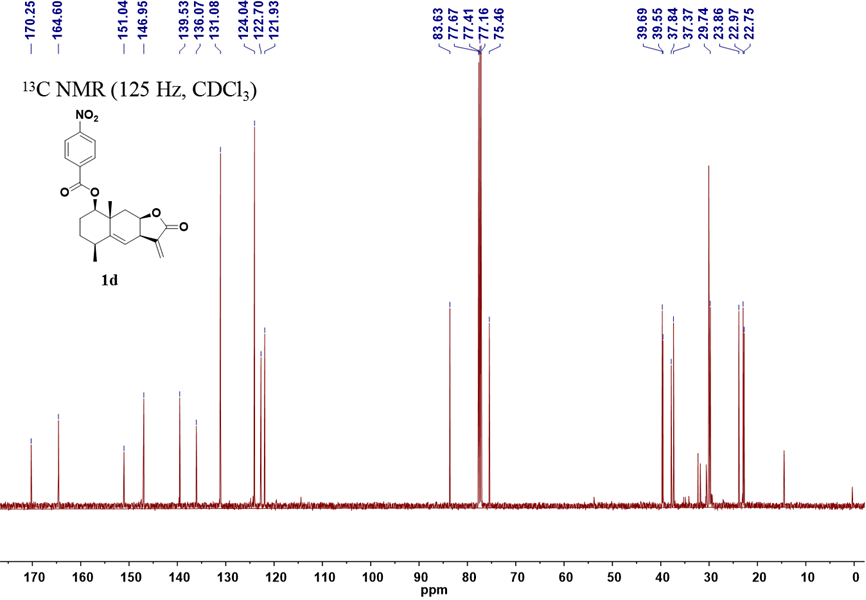 170.25
164.60
151.04
146.95
139.53
136.07
131.08
124.04
122.70
121.93
83.63
77.67
77.41
77.16
75.46
39.69
39.55
37.84
37.37
29.74
23.86
22.97
22.75
¹³C NMR (125 Hz, CDCl₃)
NO₂
O
O
O
O
1d
170 160 150 140 130 120 110 100 90 80 70 60 50 40 30 20 10 0
ppm